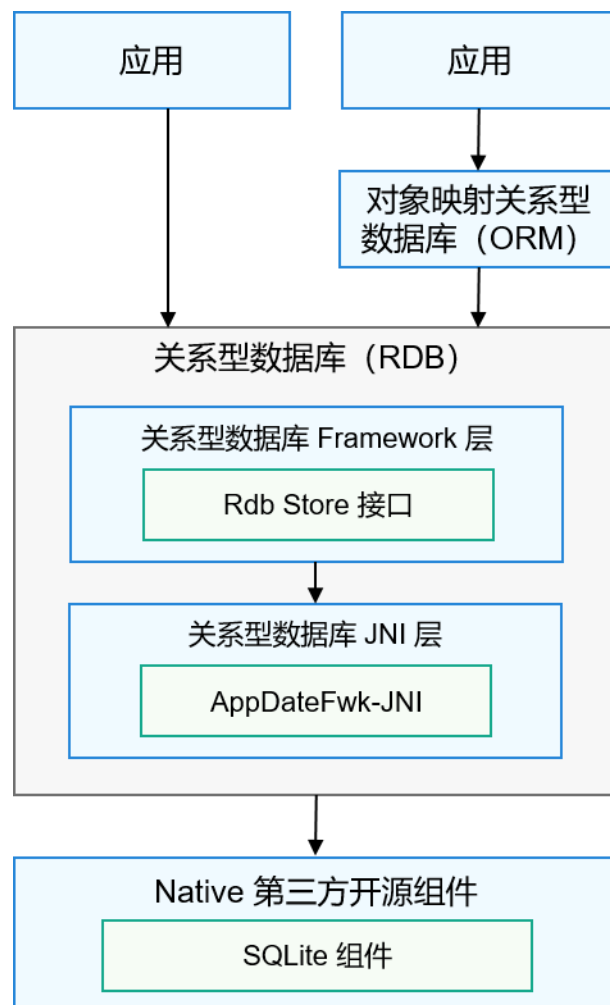 应用
应用
对象映射关系型
数据库（ORM）
关系型数据库（RDB）
关系型数据库 Framework 层
Rdb Store 接口
关系型数据库 JNI 层
AppDateFwk-JNI
Native 第三方开源组件
SQLite 组件